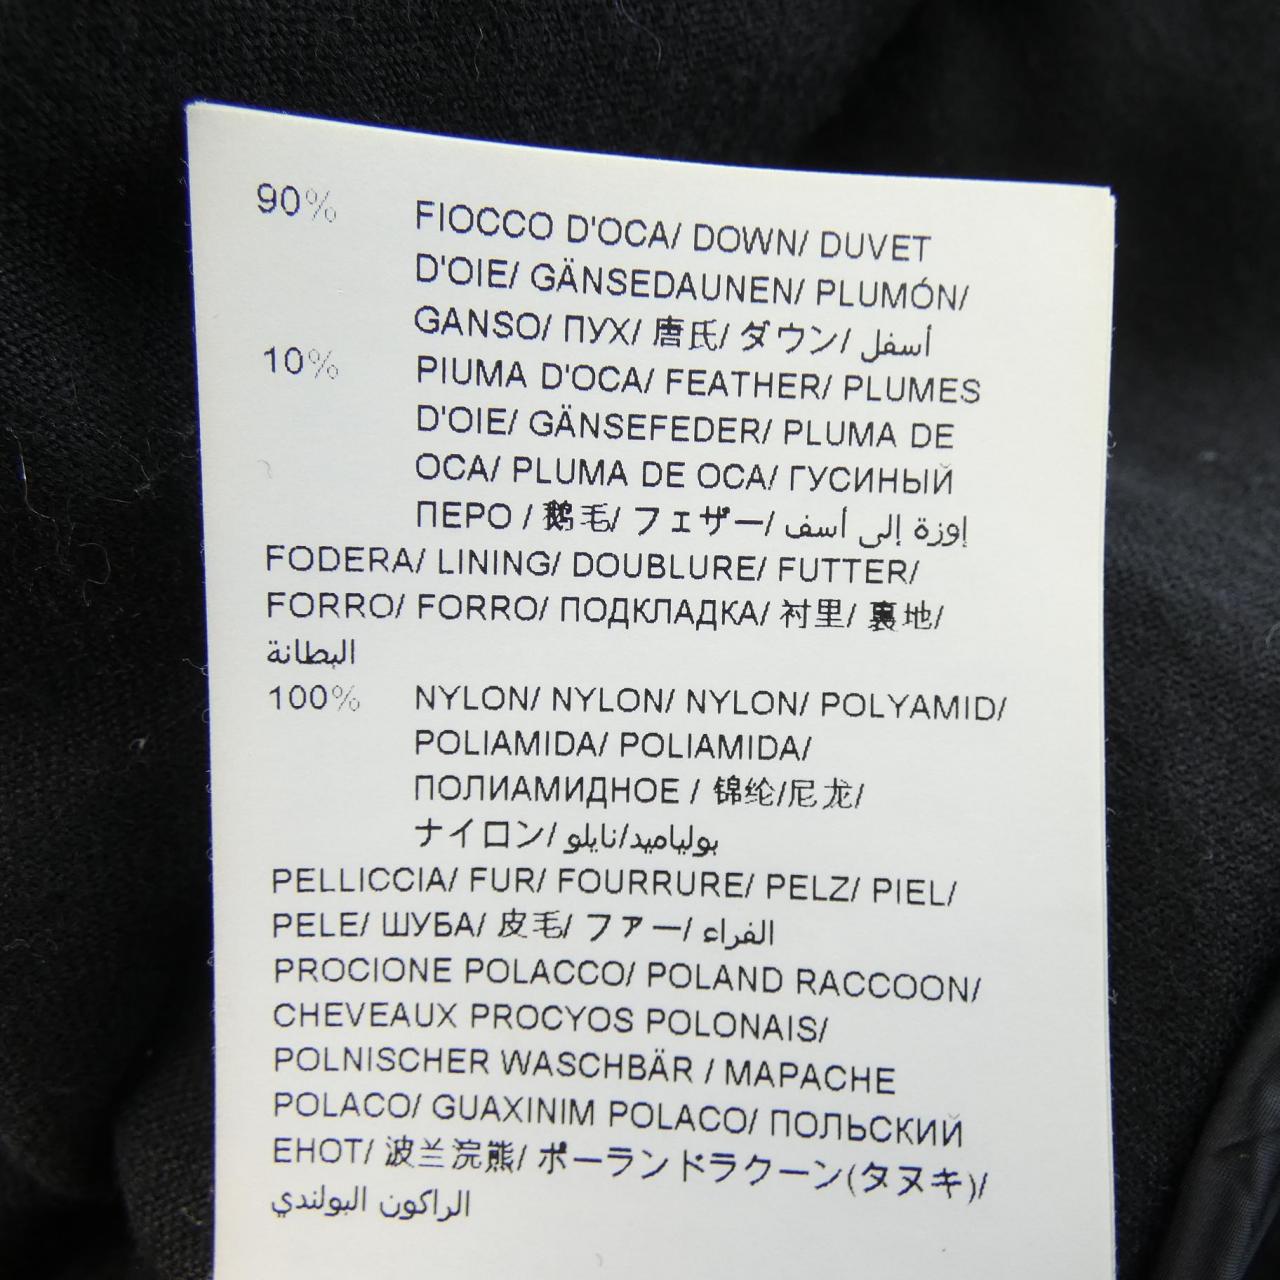 90% FIOCCO D'OCA/ DOWN/ DUVET
D'OIE/ GÄNSEDAUNEN/ PLUMÓN/
GANSO/ ПУХ/ 唐氏/ ダウン/ أسفل
10% PIUMA D'OCA/ FEATHER/ PLUMES
D'OIE/ GÄNSEFEDER/ PLUMA DE
OCA/ PLUMA DE OCA/ ГУСИНЫЙ
ПЕРО / 鹅毛/ フェザー/ إوزة إلى أسف
FODERA/ LINING/ DOUBLURE/ FUTTER/
FORRO/ FORRO/ ПОДКЛАДКА/ 衬里/ 裏地/
البطانة
100% NYLON/ NYLON/ NYLON/ POLYAMID/
POLIAMIDA/ POLIAMIDA/
ПОЛИАМИДНОЕ / 锦纶/尼龙/
ナイロン/ بولياميد/نايلو
PELLICCIA/ FUR/ FOURRURE/ PELZ/ PIEL/
PELE/ ШУБА/ 皮毛/ ファー/ الفراء
PROCIONE POLACCO/ POLAND RACCOON/
CHEVEAUX PROCYOS POLONAIS/
POLNISCHER WASCHBÄR / MAPACHE
POLACO/ GUAXINIM POLACO/ ПОЛЬСКИЙ
ЕНОТ/ 波兰浣熊/ ポーランドラクーン(タヌキ)/
الراكون البولندي